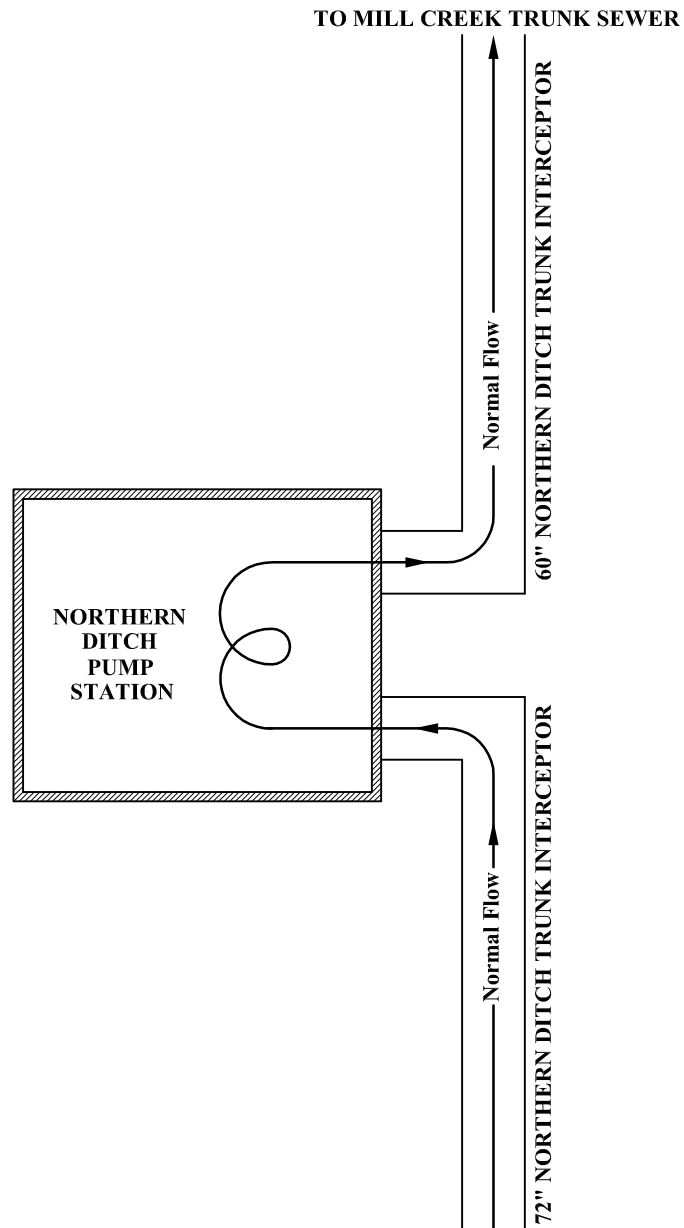 TO MILL CREEK TRUNK SEWER
60" NORTHERN DITCH TRUNK INTERCEPTOR
Normal Flow
NORTHERN
DITCH
PUMP
STATION
72" NORTHERN DITCH TRUNK INTERCEPTOR
Normal Flow